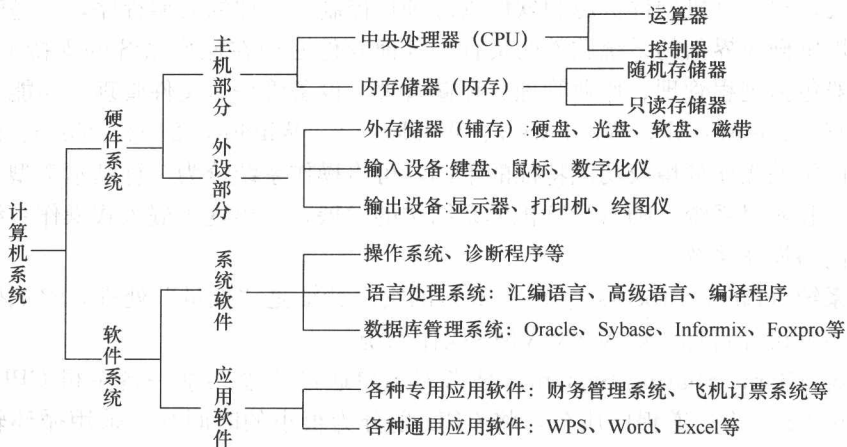 计算机系统
硬件系统
主机部分
中央处理器（CPU）
运算器
控制器
内存储器（内存）
随机存储器
只读存储器
外设部分
外存储器（辅存）:硬盘、光盘、软盘、磁带
输入设备:键盘、鼠标、数字化仪
输出设备:显示器、打印机、绘图仪
软件系统
系统软件
操作系统、诊断程序等
语言处理系统：汇编语言、高级语言、编译程序
数据库管理系统：Oracle、Sybase、Informix、Foxpro等
应用软件
各种专用应用软件：财务管理系统、飞机订票系统等
各种通用应用软件：WPS、Word、Excel等